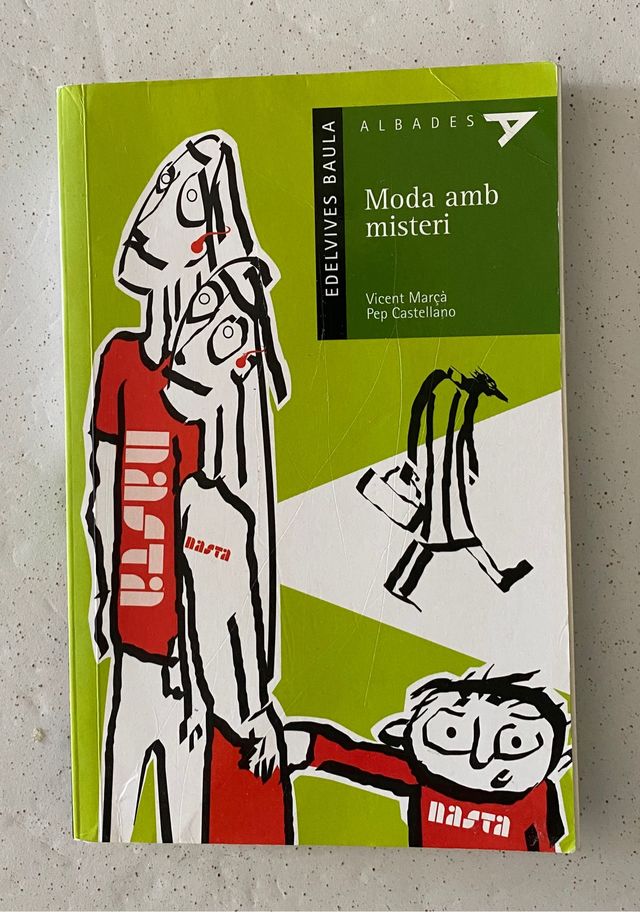 ALBADES
EDELVIVES BAULA
Moda amb
misteri
Vicent Marçà
Pep Castellano
nasta
nasta
nasta